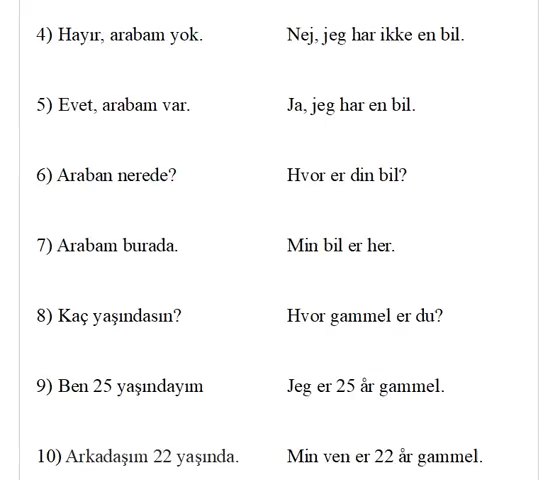 4) Hayır, arabam yok. Nej, jeg har ikke en bil.
5) Evet, arabam var. Ja, jeg har en bil.
6) Araban nerede? Hvor er din bil?
7) Arabam burada. Min bil er her.
8) Kaç yaşındasın? Hvor gammel er du?
9) Ben 25 yaşındayım Jeg er 25 år gammel.
10) Arkadaşım 22 yaşında. Min ven er 22 år gammel.